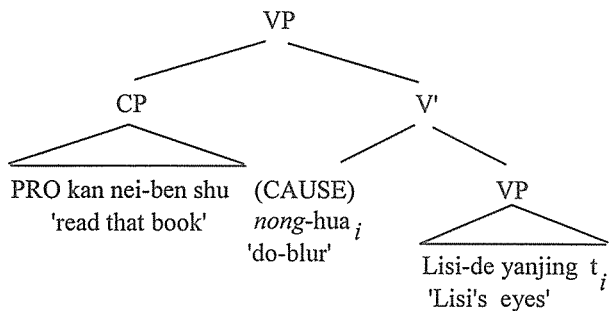 VP
CP V'
PRO kan nei-ben shu (CAUSE) VP
'read that book' nong-hua i
'do-blur' Lisi-de yanjing t i
'Lisi's eyes'